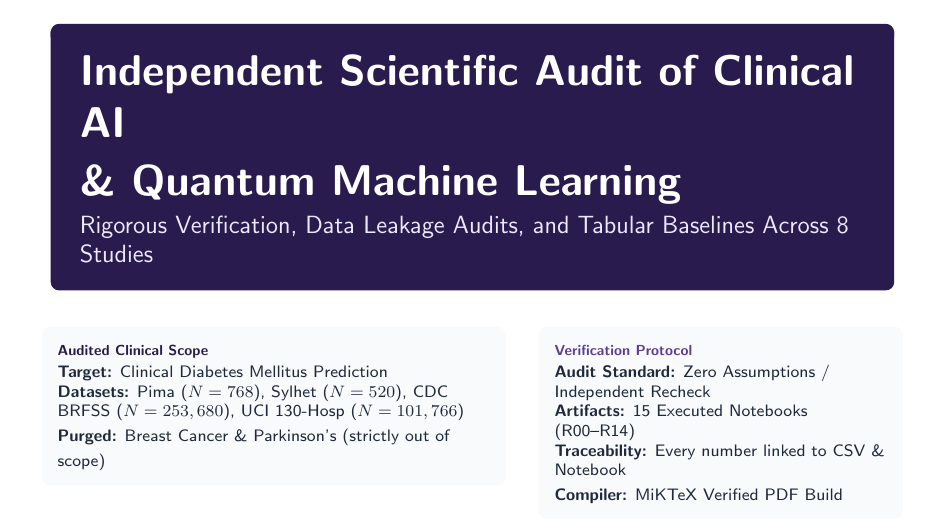 Independent Scientific Audit of Clinical
AI
& Quantum Machine Learning
Rigorous Verification, Data Leakage Audits, and Tabular Baselines Across 8
Studies
Audited Clinical Scope
Target: Clinical Diabetes Mellitus Prediction
Datasets: Pima (N = 768), Sylhet (N = 520), CDC
BRFSS (N = 253,680), UCI 130-Hosp (N = 101,766)
Purged: Breast Cancer & Parkinson's (strictly out of
scope)
Verification Protocol
Audit Standard: Zero Assumptions /
Independent Recheck
Artifacts: 15 Executed Notebooks
(R00–R14)
Traceability: Every number linked to CSV &
Notebook
Compiler: MiKTeX Verified PDF Build